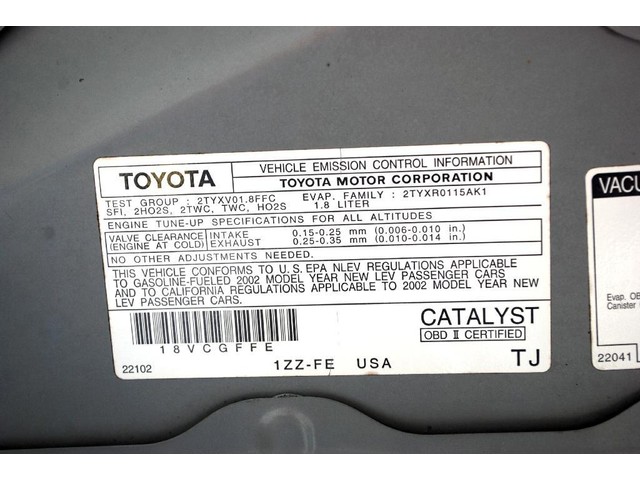 TOYOTA
VEHICLE EMISSION CONTROL INFORMATION
TOYOTA MOTOR CORPORATION
TEST GROUP : 2TYXV01.8FFC EVAP. FAMILY : 2TYXR0115AK1
SFI, 2HO2S, 2TWC, TWC, HO2S 1.8 LITER
ENGINE TUNE-UP SPECIFICATIONS FOR ALL ALTITUDES
VALVE CLEARANCE INTAKE 0.15-0.25 mm (0.006-0.010 in.)
(ENGINE AT COLD) EXHAUST 0.25-0.35 mm (0.010-0.014 in.)
NO OTHER ADJUSTMENTS NEEDED.
THIS VEHICLE CONFORMS TO U.S. EPA NLEV REGULATIONS APPLICABLE
TO GASOLINE-FUELED 2002 MODEL YEAR NEW LEV PASSENGER CARS
AND TO CALIFORNIA REGULATIONS APPLICABLE TO 2002 MODEL YEAR NEW
LEV PASSENGER CARS.
18VCGFFE
CATALYST
OBD II CERTIFIED
22102
1ZZ-FE USA
TJ
VACU
Evap. OB
Canister
22041